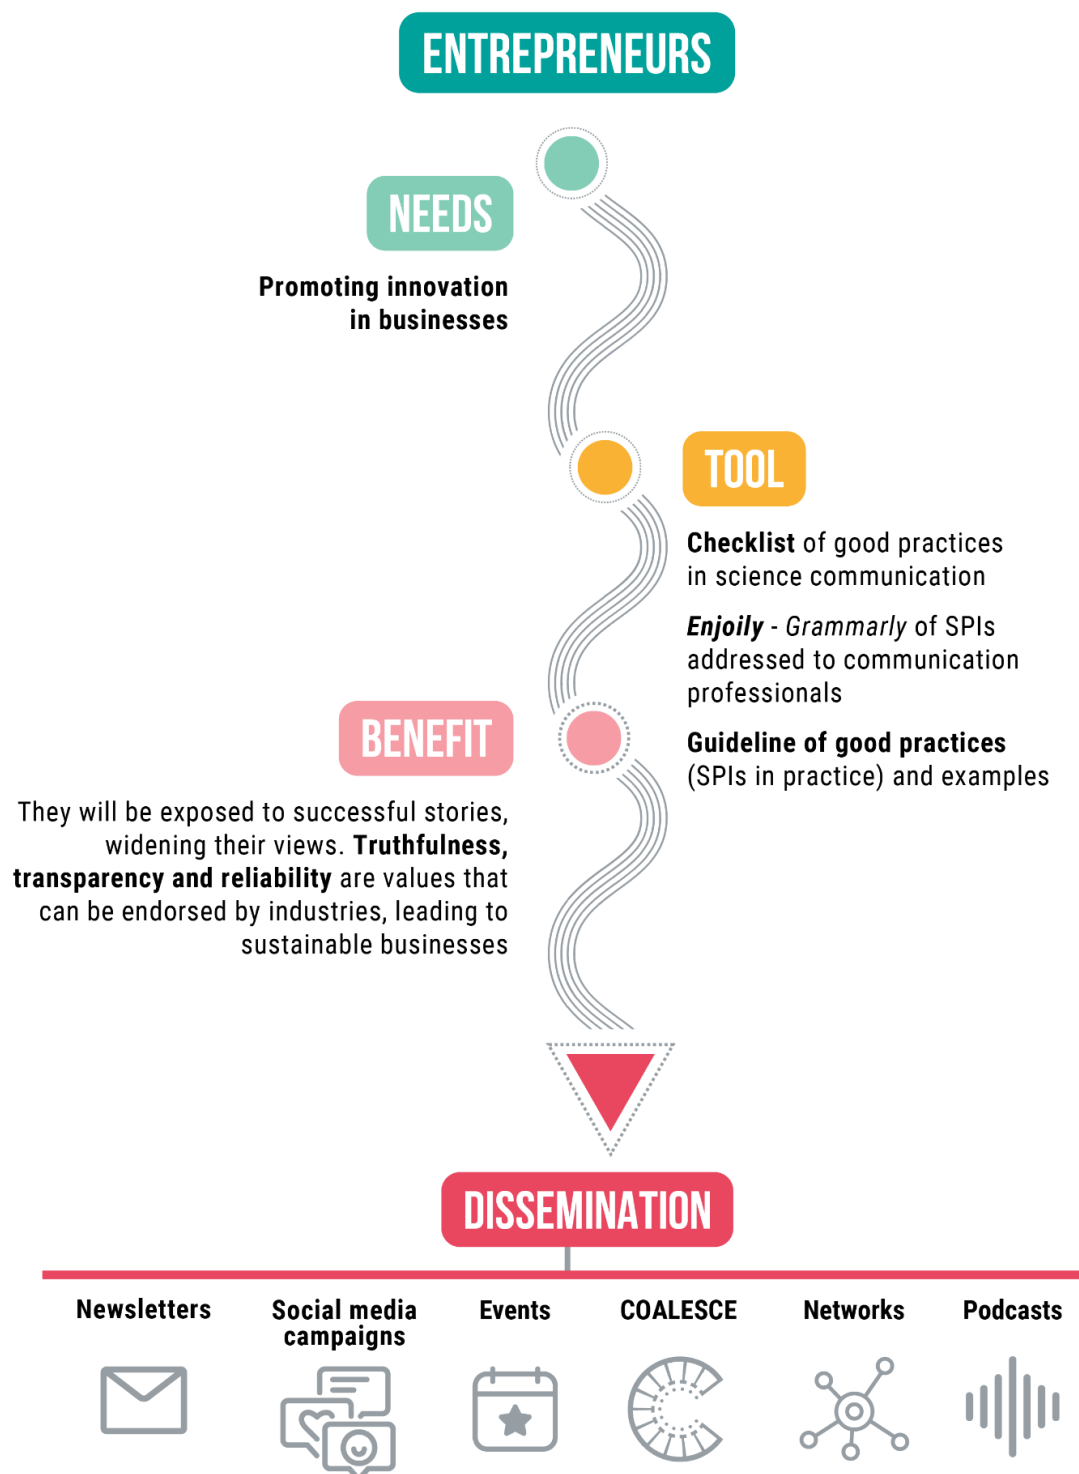 ENTREPRENEURS
NEEDS
Promoting innovation
in businesses
TOOL
Checklist of good practices
in science communication
Enjoily - Grammarly of SPIs
addressed to communication
professionals
Guideline of good practices
(SPIs in practice) and examples
BENEFIT
They will be exposed to successful stories,
widening their views. Truthfulness,
transparency and reliability are values that
can be endorsed by industries, leading to
sustainable businesses
DISSEMINATION
Newsletters
Social media
campaigns
Events
COALESCE
Networks
Podcasts